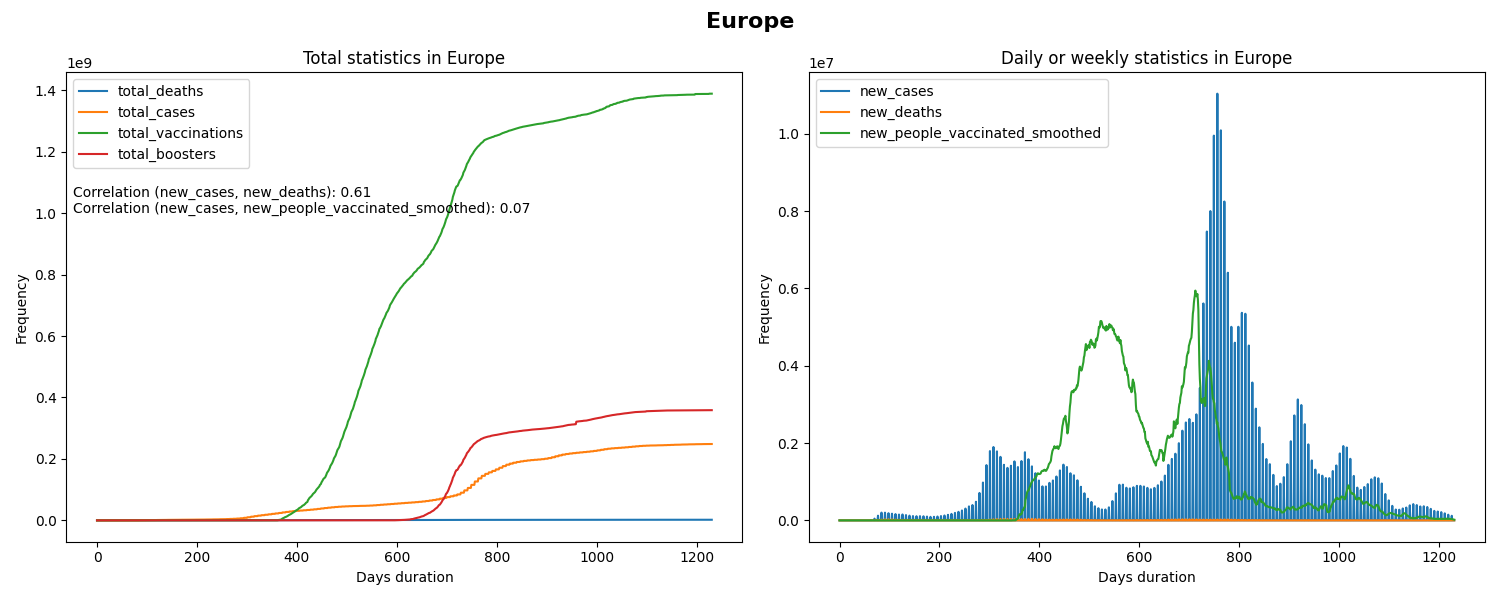 Europe
Total statistics in Europe
1e9
total_deaths
total_cases
total_vaccinations
total_boosters
Correlation (new_cases, new_deaths): 0.61
Correlation (new_cases, new_people_vaccinated_smoothed): 0.07
Frequency
1.4
1.2
1.0
0.8
0.6
0.4
0.2
0.0
0 200 400 600 800 1000 1200
Days duration
Daily or weekly statistics in Europe
1e7
new_cases
new_deaths
new_people_vaccinated_smoothed
Frequency
1.0
0.8
0.6
0.4
0.2
0.0
0 200 400 600 800 1000 1200
Days duration